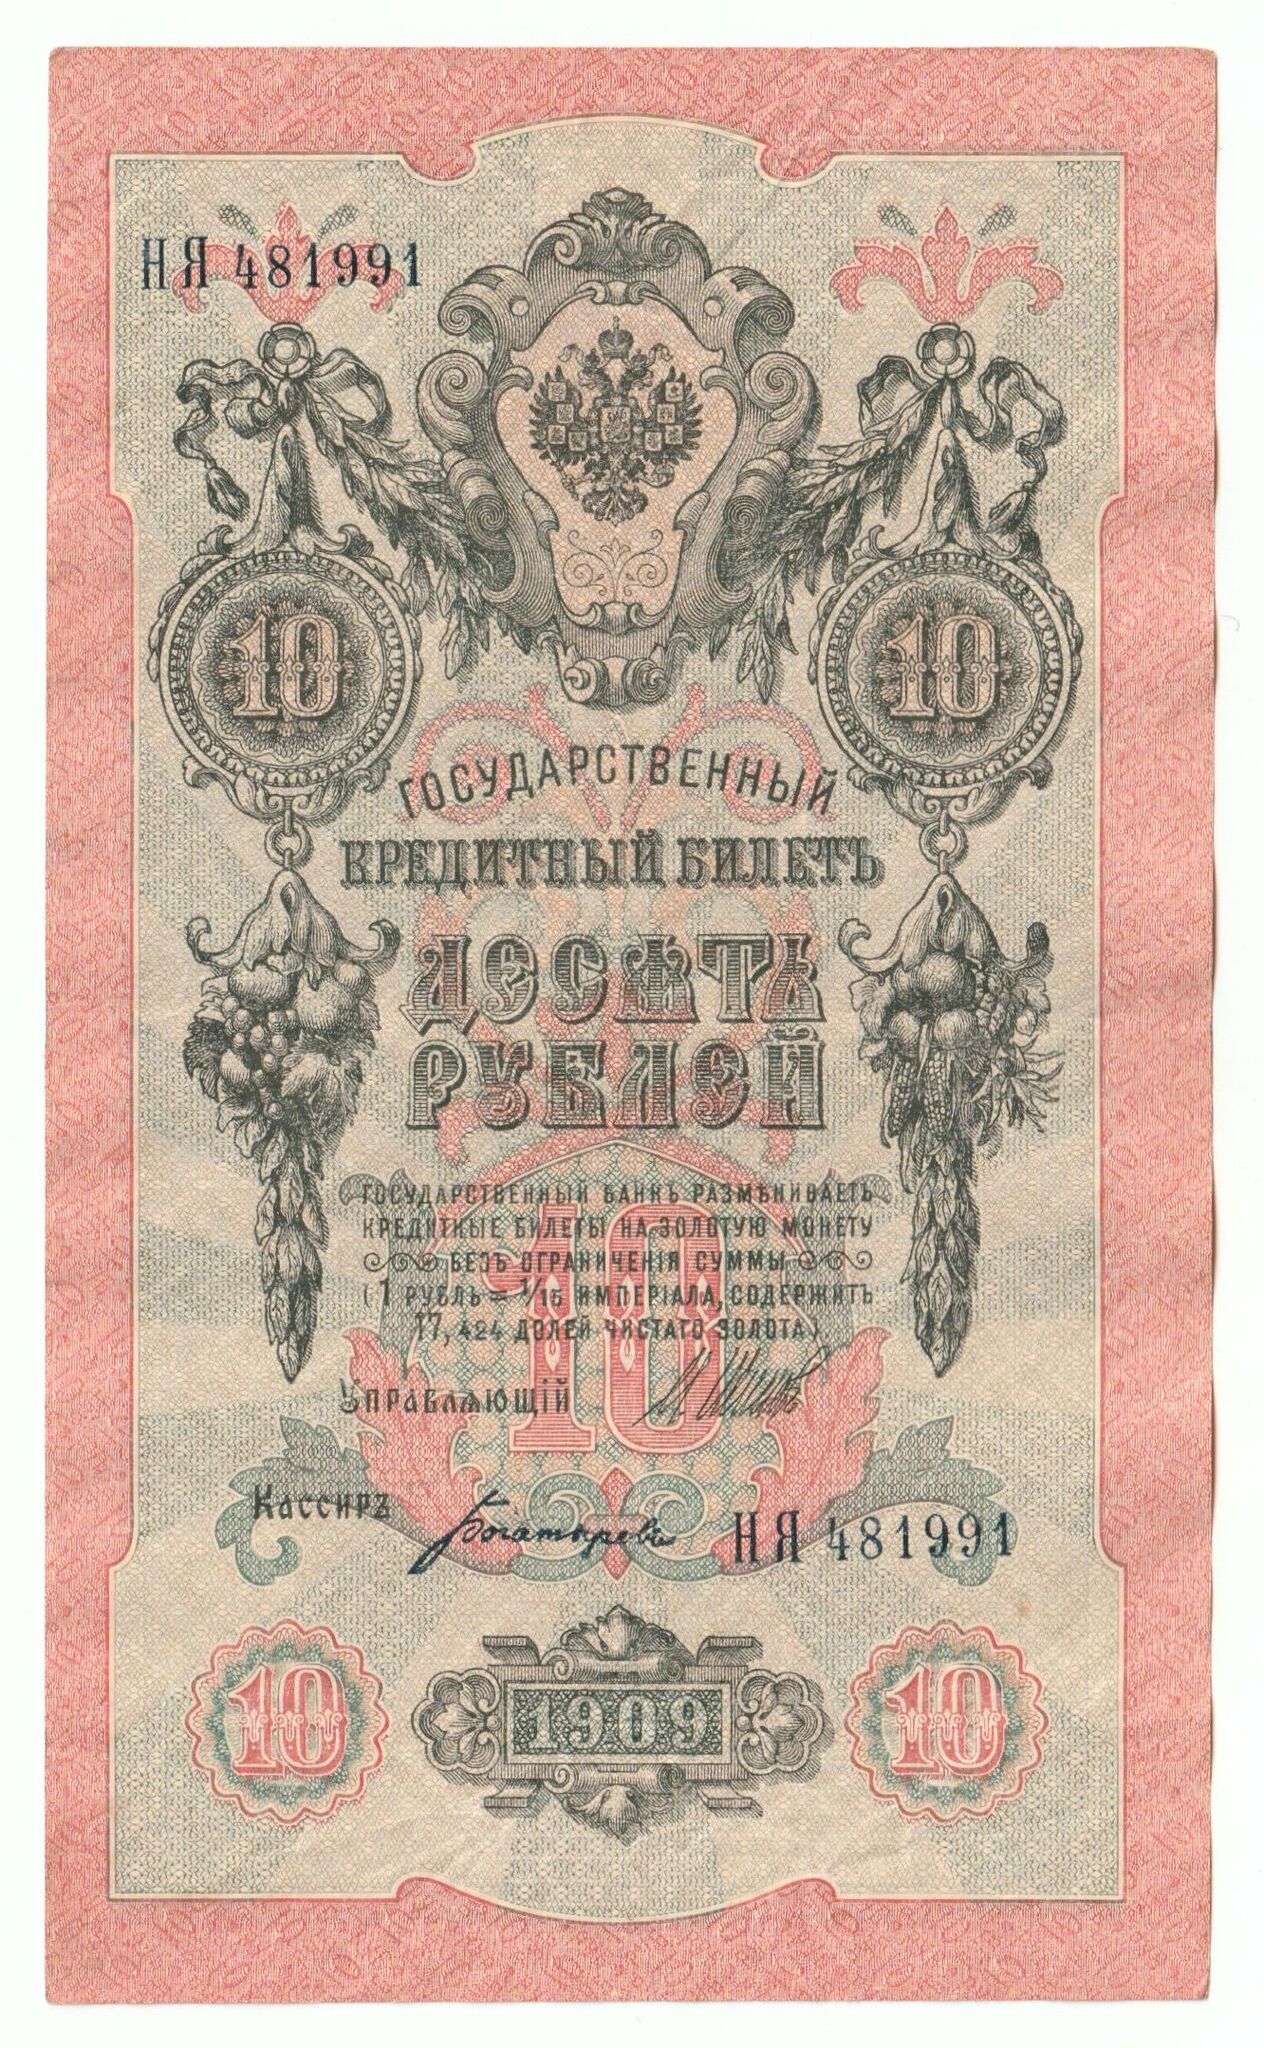 НЯ 481991
10 10
ГОСУДАРСТВЕННЫЙ
КРЕДИТНЫЙ БИЛЕТЪ
ДЕСЯТЬ
РУБЛЕЙ
ГОСУДАРСТВЕННЫЙ БАНКЪ РАЗМѢНИВАЕТЪ
КРЕДИТНЫЕ БИЛЕТЫ НА ЗОЛОТУЮ МОНЕТУ
БЕЗЪ ОГРАНИЧЕНІЯ СУММЫ
(1 РУБЛЬ = 1/15 ИМПЕРІАЛА, СОДЕРЖИТЪ
17,424 ДОЛЕЙ ЧИСТАГО ЗОЛОТА)
10
УПРАВЛЯЮЩІЙ
Кассиръ
Богатыревъ
НЯ 481991
10 1909 10